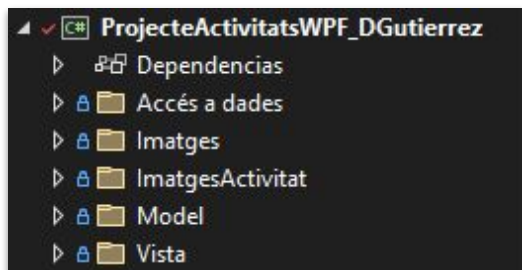 C# ProjecteActivitatsWPF_DGutierrez
Dependencias
Accés a dades
Imatges
ImatgesActivitat
Model
Vista